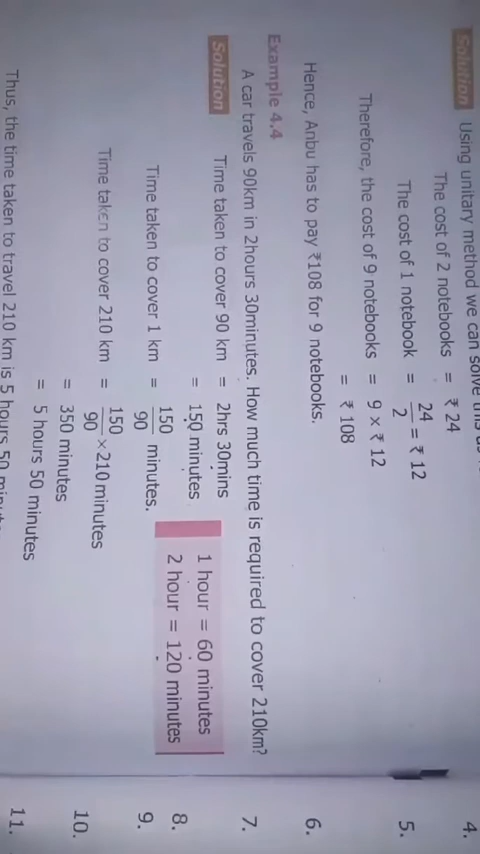 Solution Using unitary method we can solve this
The cost of 2 notebooks = ₹ 24
The cost of 1 notebook = 24/2 = ₹ 12
Therefore, the cost of 9 notebooks = 9 x ₹ 12
= ₹ 108
Hence, Anbu has to pay ₹108 for 9 notebooks.
Example 4.4
A car travels 90km in 2hours 30minutes. How much time is required to cover 210km?
Solution
Time taken to cover 90 km = 2hrs 30mins
= 150 minutes
1 hour = 60 minutes
2 hour = 120 minutes
Time taken to cover 1 km = 150/90 minutes.
Time taken to cover 210 km = 150/90 ×210minutes
= 350 minutes
= 5 hours 50 minutes
Thus, the time taken to travel 210 km is 5 hours 50 minutes
4.
5.
6.
7.
8.
9.
10.
11.